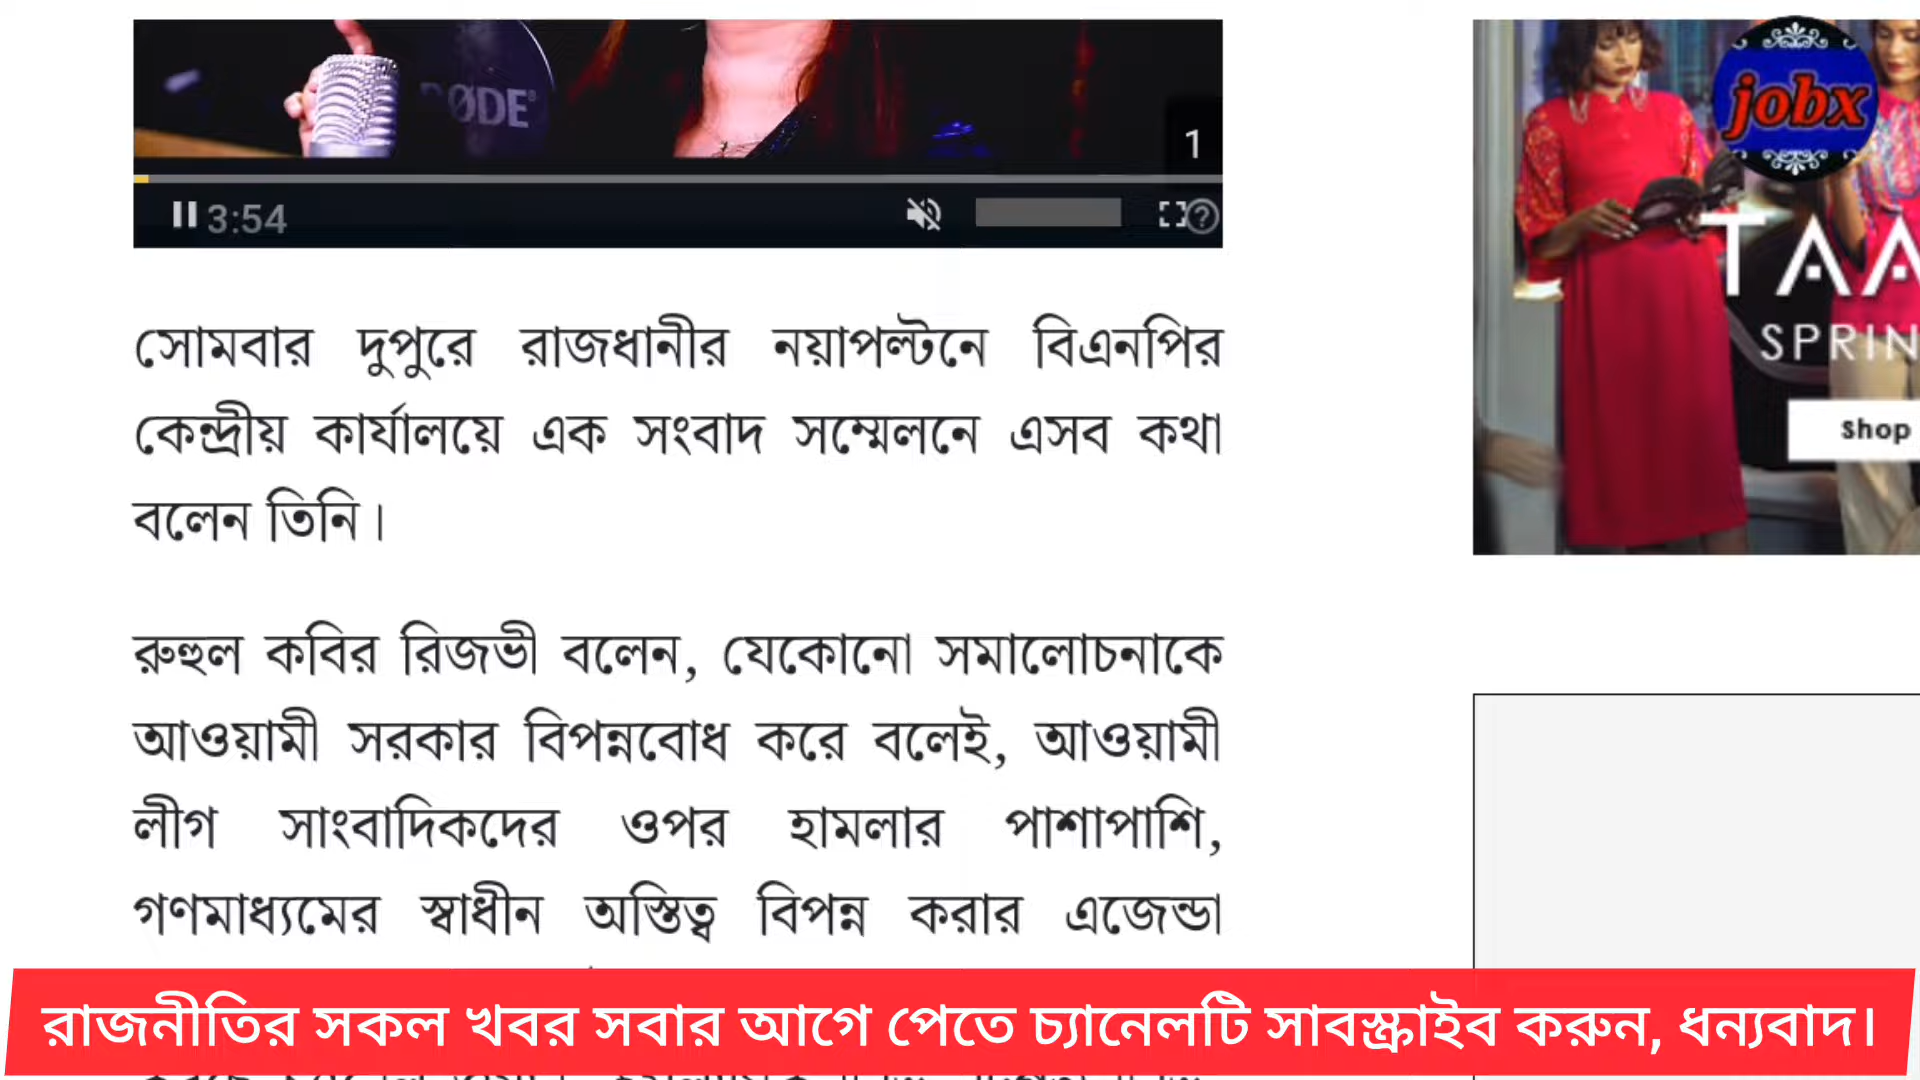 RØDE
1
3:54
jobx
TAA
SPRIN
Shop
সোমবার দুপুরে রাজধানীর নয়াপল্টনে বিএনপির
কেন্দ্রীয় কার্যালয়ে এক সংবাদ সম্মেলনে এসব কথা
বলেন তিনি।
রুহুল কবির রিজভী বলেন, যেকোনো সমালোচনাকে
আওয়ামী সরকার বিপন্নবোধ করে বলেই, আওয়ামী
লীগ সাংবাদিকদের ওপর হামলার পাশাপাশি,
গণমাধ্যমের স্বাধীন অস্তিত্ব বিপন্ন করার এজেন্ডা
রাজনীতির সকল খবর সবার আগে পেতে চ্যানেলটি সাবস্ক্রাইব করুন, ধন্যবাদ।